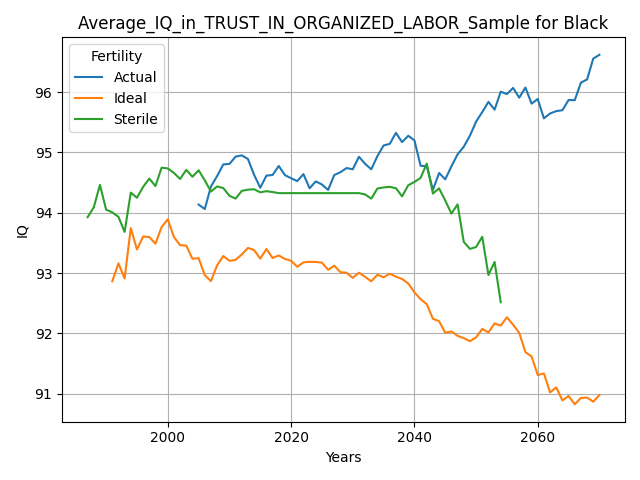 Average_IQ_in_TRUST_IN_ORGANIZED_LABOR_Sample for Black
Fertility
Actual
Ideal
Sterile
IQ
96
95
94
93
92
91
2000
2020
2040
2060
Years